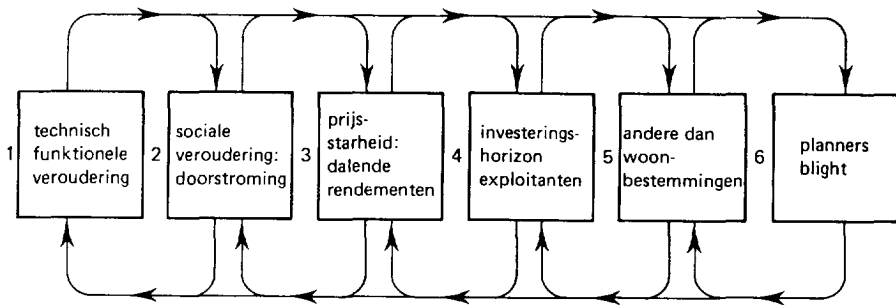 1
technisch
funktionele
veroudering
2
sociale
veroudering:
doorstroming
3
prijs-
starheid:
dalende
rendementen
4
investerings-
horizon
exploitanten
5
andere dan
woon-
bestemmingen
6
planners
blight